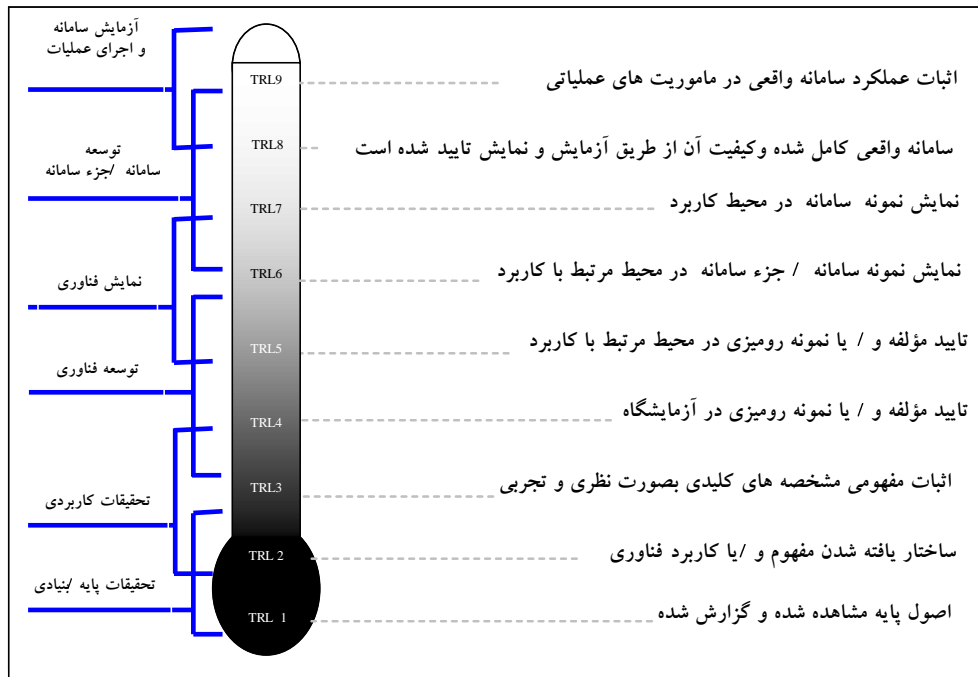 آزمایش سامانه
و اجرای عملیات
توسعه
سامانه /جزء سامانه
نمایش فناوری
توسعه فناوری
تحقیقات کاربردی
تحقیقات پایه /بنیادی
TRL9
اثبات عملکرد سامانه واقعی در ماموریت های عملیاتی
TRL8
سامانه واقعی کامل شده وکیفیت آن از طریق آزمایش و نمایش تایید شده است
TRL7
نمایش نمونه سامانه در محیط کاربرد
TRL6
نمایش نمونه سامانه / جزء سامانه در محیط مرتبط با کاربرد
TRL5
تایید مؤلفه و / یا نمونه رومیزی در محیط مرتبط با کاربرد
TRL4
تایید مؤلفه و / یا نمونه رومیزی در آزمایشگاه
TRL3
اثبات مفهومی مشخصه های کلیدی بصورت نظری و تجربی
TRL 2
ساختار یافته شدن مفهوم و /یا کاربرد فناوری
TRL 1
اصول پایه مشاهده شده و گزارش شده